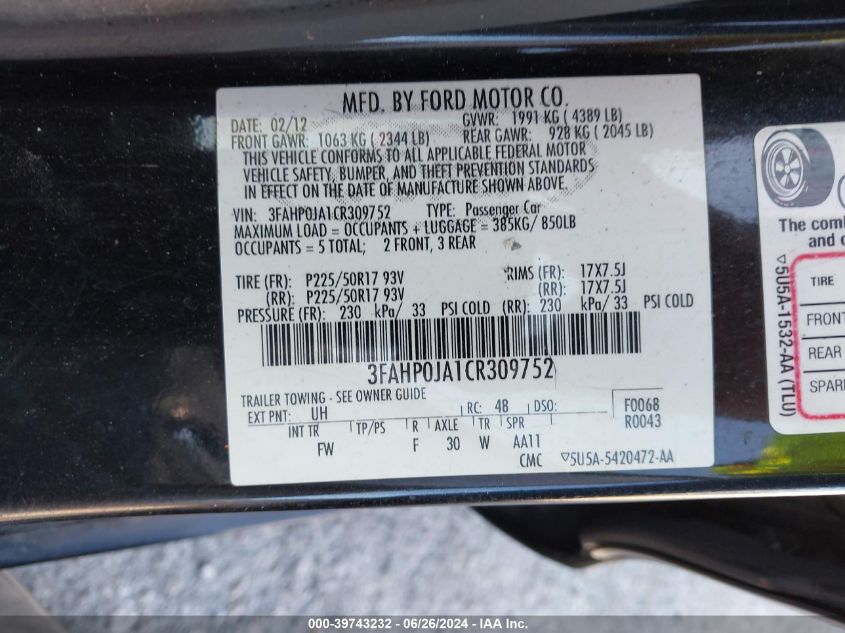 MFD. BY FORD MOTOR CO.
DATE: 02/12 GVWR: 1991 KG ( 4389 LB)
FRONT GAWR: 1063 KG ( 2344 LB) REAR GAWR: 928 KG ( 2045 LB)
THIS VEHICLE CONFORMS TO ALL APPLICABLE FEDERAL MOTOR
VEHICLE SAFETY, BUMPER, AND THEFT PREVENTION STANDARDS
IN EFFECT ON THE DATE OF MANUFACTURE SHOWN ABOVE.
VIN: 3FAHP0JA1CR309752 TYPE: Passenger Car
MAXIMUM LOAD = OCCUPANTS + LUGGAGE = 385KG/ 850LB
OCCUPANTS = 5 TOTAL; 2 FRONT, 3 REAR
TIRE (FR): P225/50R17 93V RIMS (FR): 17X7.5J
(RR): P225/50R17 93V (RR): 17X7.5J
PRESSURE (FR): 230 kPa/ 33 PSI COLD (RR): 230 kPa/ 33 PSI COLD
3FAHP0JA1CR309752
TRAILER TOWING - SEE OWNER GUIDE
EXT PNT: UH RC: 4B DSO: F0068
R0043
INT TR TP/PS R AXLE TR SPR
FW F 30 W AA11
CMC ▽5U5A-5420472-AA
The comb
and o
TIRE
FRONT
REAR
SPAR
▽5U5A-1532-AA (TLU)
000-39743232 - 06/26/2024 - IAA Inc.